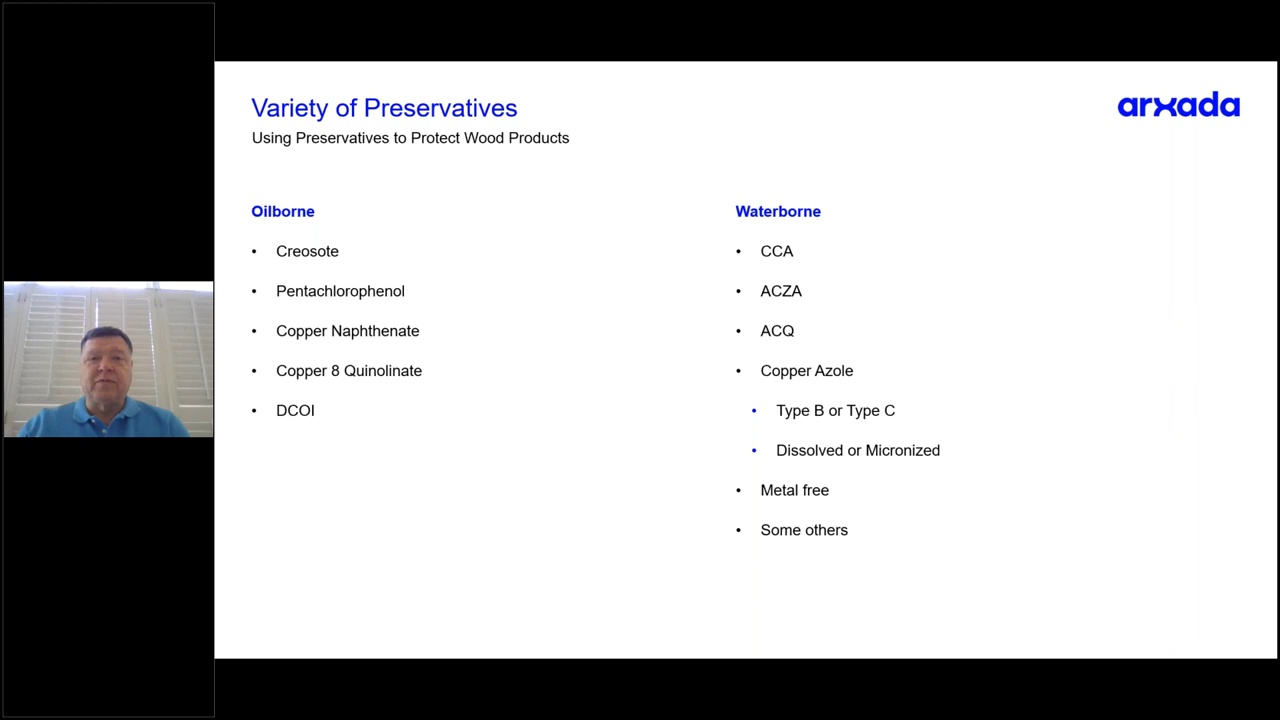 Variety of Preservatives
arxada
Using Preservatives to Protect Wood Products
Oilborne
• Creosote
• Pentachlorophenol
• Copper Naphthenate
• Copper 8 Quinolinate
• DCOI
Waterborne
• CCA
• ACZA
• ACQ
• Copper Azole
• Type B or Type C
• Dissolved or Micronized
• Metal free
• Some others